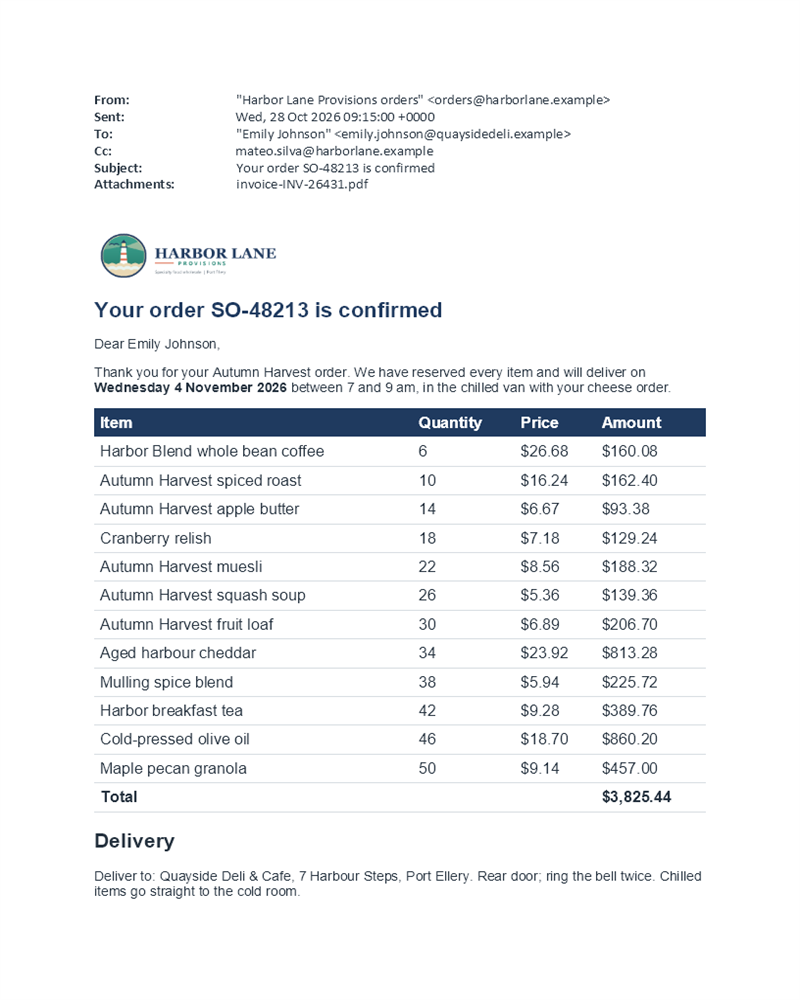 From: "Harbor Lane Provisions orders" <orders@harborlane.example>
Sent: Wed, 28 Oct 2026 09:15:00 +0000
To: "Emily Johnson" <emily.johnson@quaysidedeli.example>
Cc: mateo.silva@harborlane.example
Subject: Your order SO-48213 is confirmed
Attachments: invoice-INV-26431.pdf
HARBOR LANE
PROVISIONS
Your order SO-48213 is confirmed
Dear Emily Johnson,
Thank you for your Autumn Harvest order. We have reserved every item and will deliver on
Wednesday 4 November 2026 between 7 and 9 am, in the chilled van with your cheese order.
Item Quantity Price Amount
Harbor Blend whole bean coffee 6 $26.68 $160.08
Autumn Harvest spiced roast 10 $16.24 $162.40
Autumn Harvest apple butter 14 $6.67 $93.38
Cranberry relish 18 $7.18 $129.24
Autumn Harvest muesli 22 $8.56 $188.32
Autumn Harvest squash soup 26 $5.36 $139.36
Autumn Harvest fruit loaf 30 $6.89 $206.70
Aged harbour cheddar 34 $23.92 $813.28
Mulling spice blend 38 $5.94 $225.72
Harbor breakfast tea 42 $9.28 $389.76
Cold-pressed olive oil 46 $18.70 $860.20
Maple pecan granola 50 $9.14 $457.00
Total $3,825.44
Delivery
Deliver to: Quayside Deli & Cafe, 7 Harbour Steps, Port Ellery. Rear door; ring the bell twice. Chilled
items go straight to the cold room.